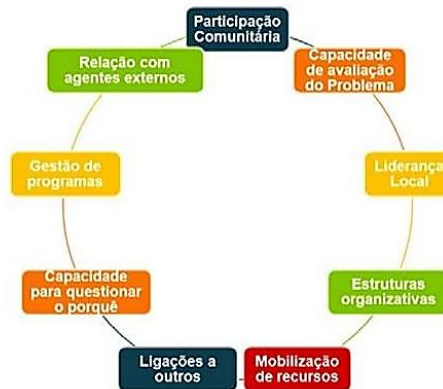 Participação
Comunitária
Capacidade
de avaliação
do Problema
Liderança
Local
Estruturas
organizativas
Mobilização
de recursos
Ligações a
outros
Capacidade
para questionar
o porquê
Gestão de
programas
Relação com
agentes externos